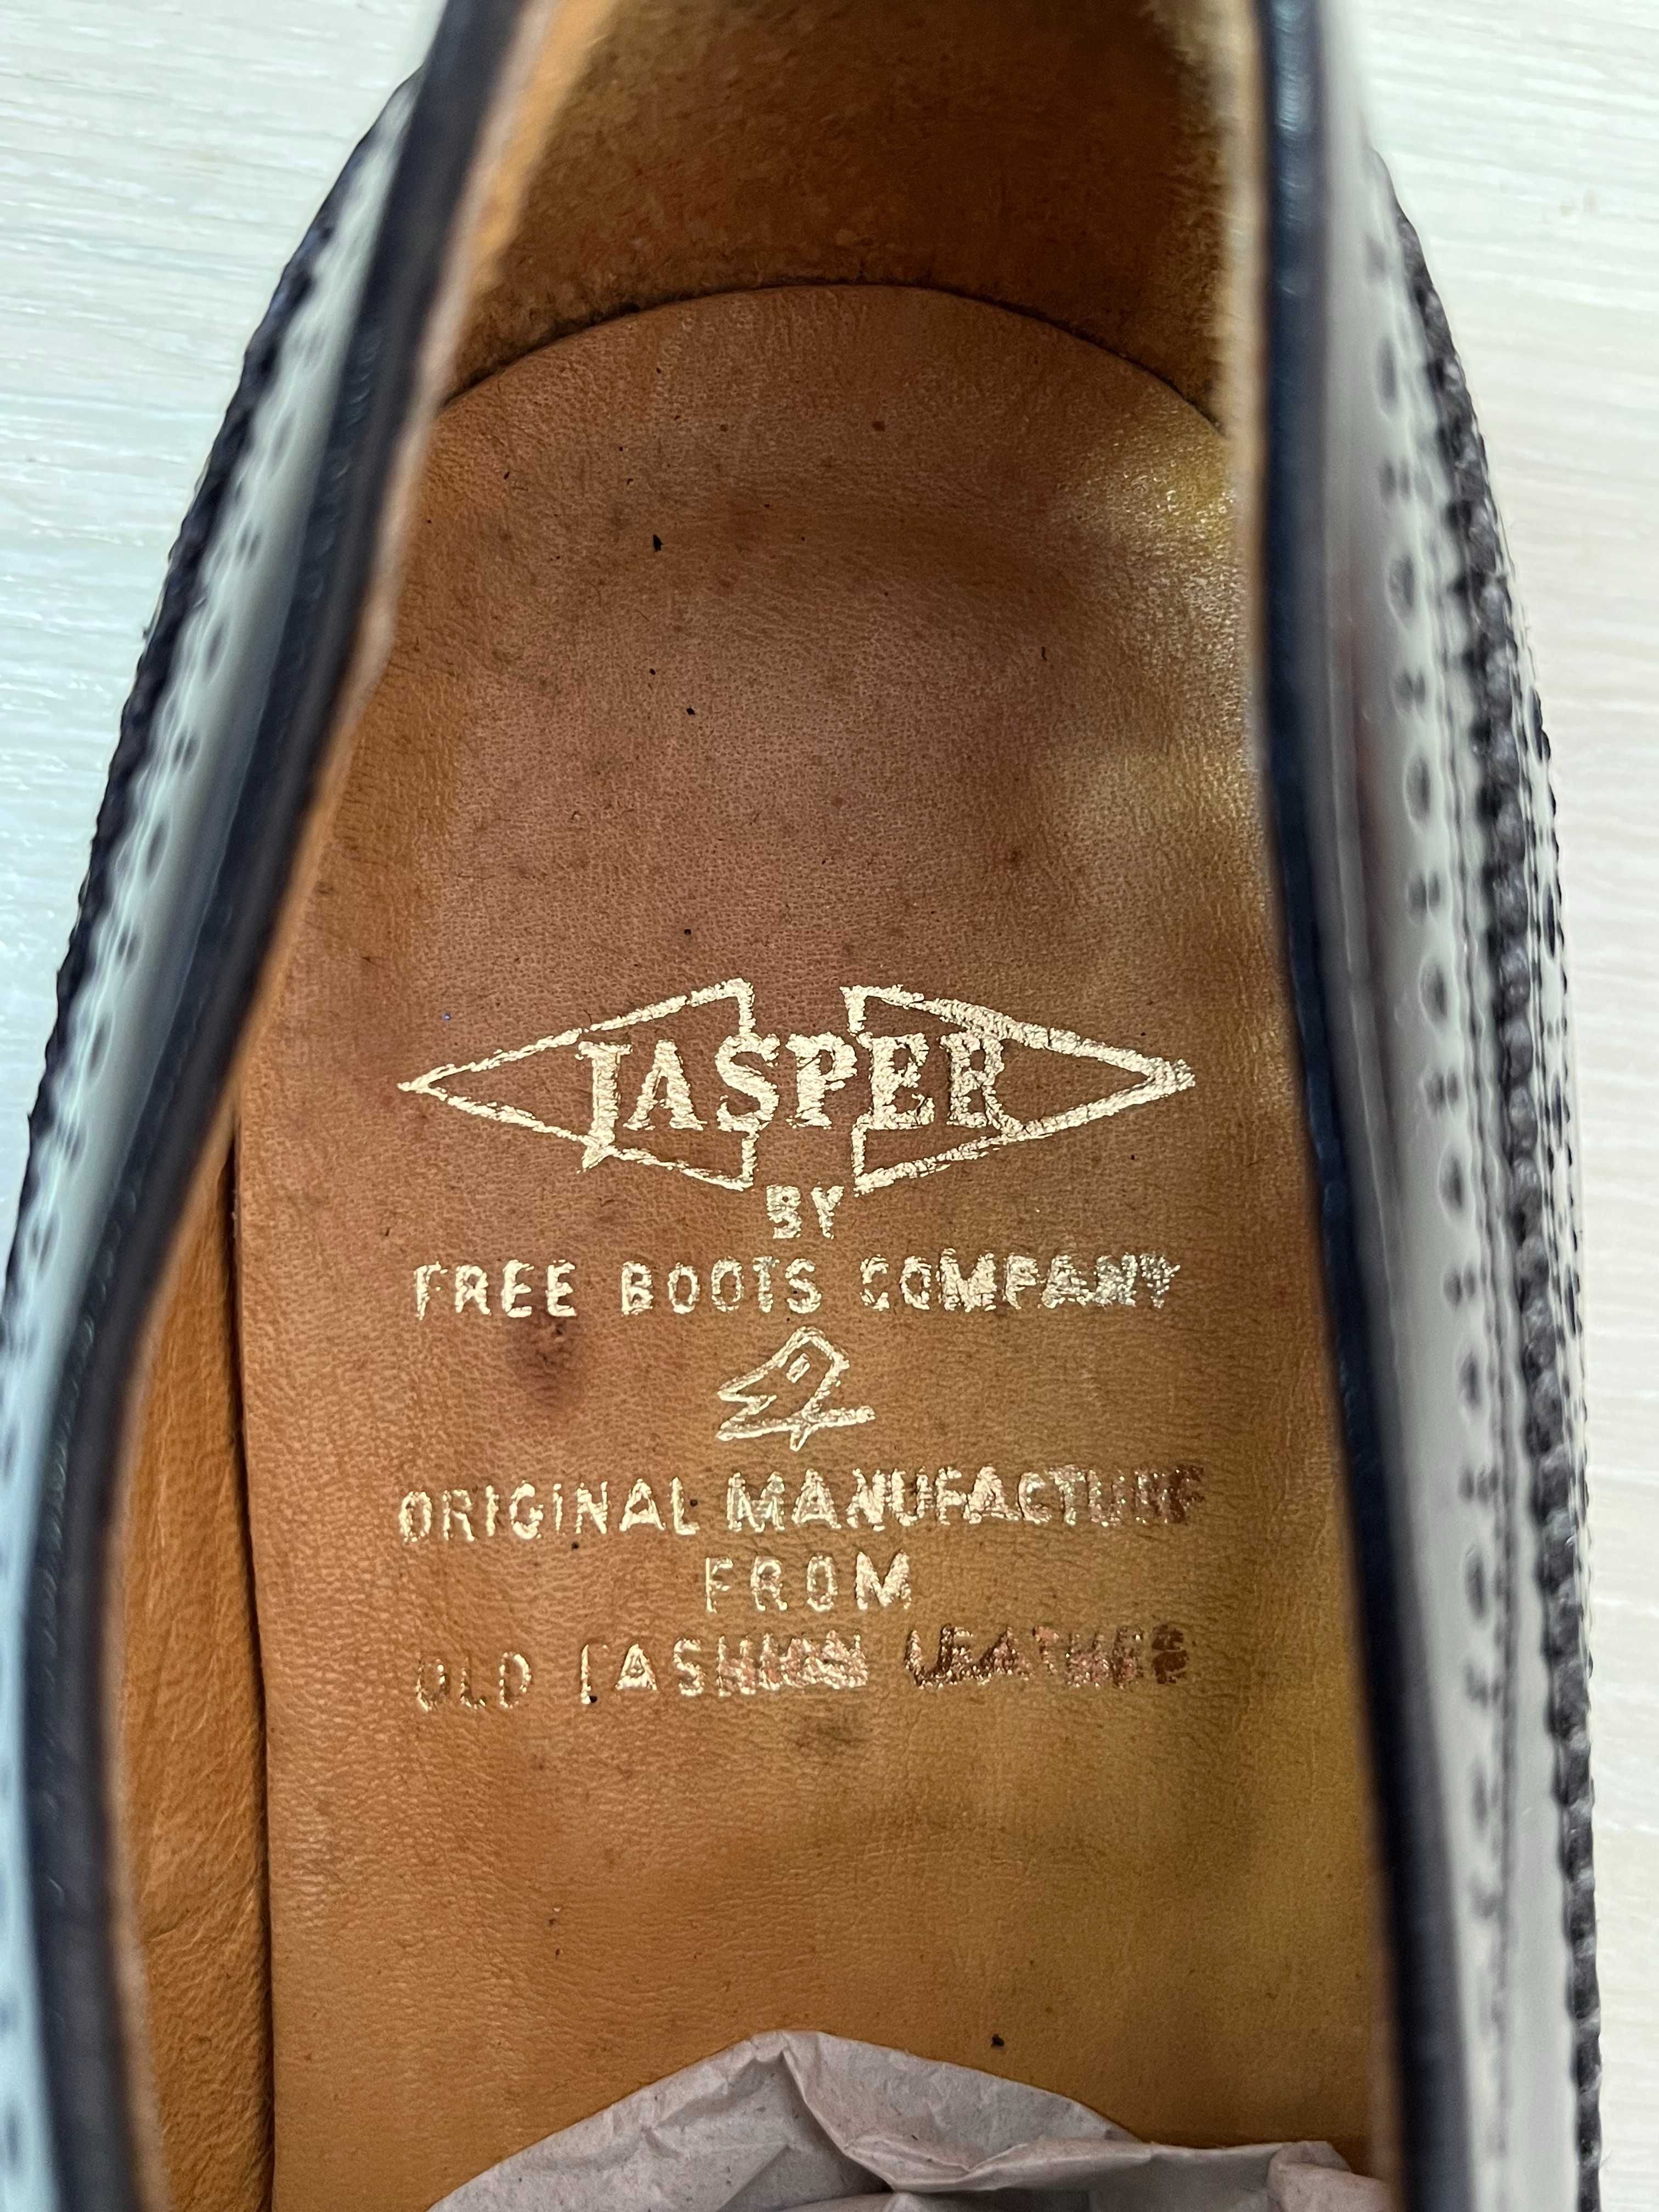 JASPER
BY
FREE BOOTS COMPANY
ORIGINAL MANUFACTURE
FROM
OLD FASHION LEATHER